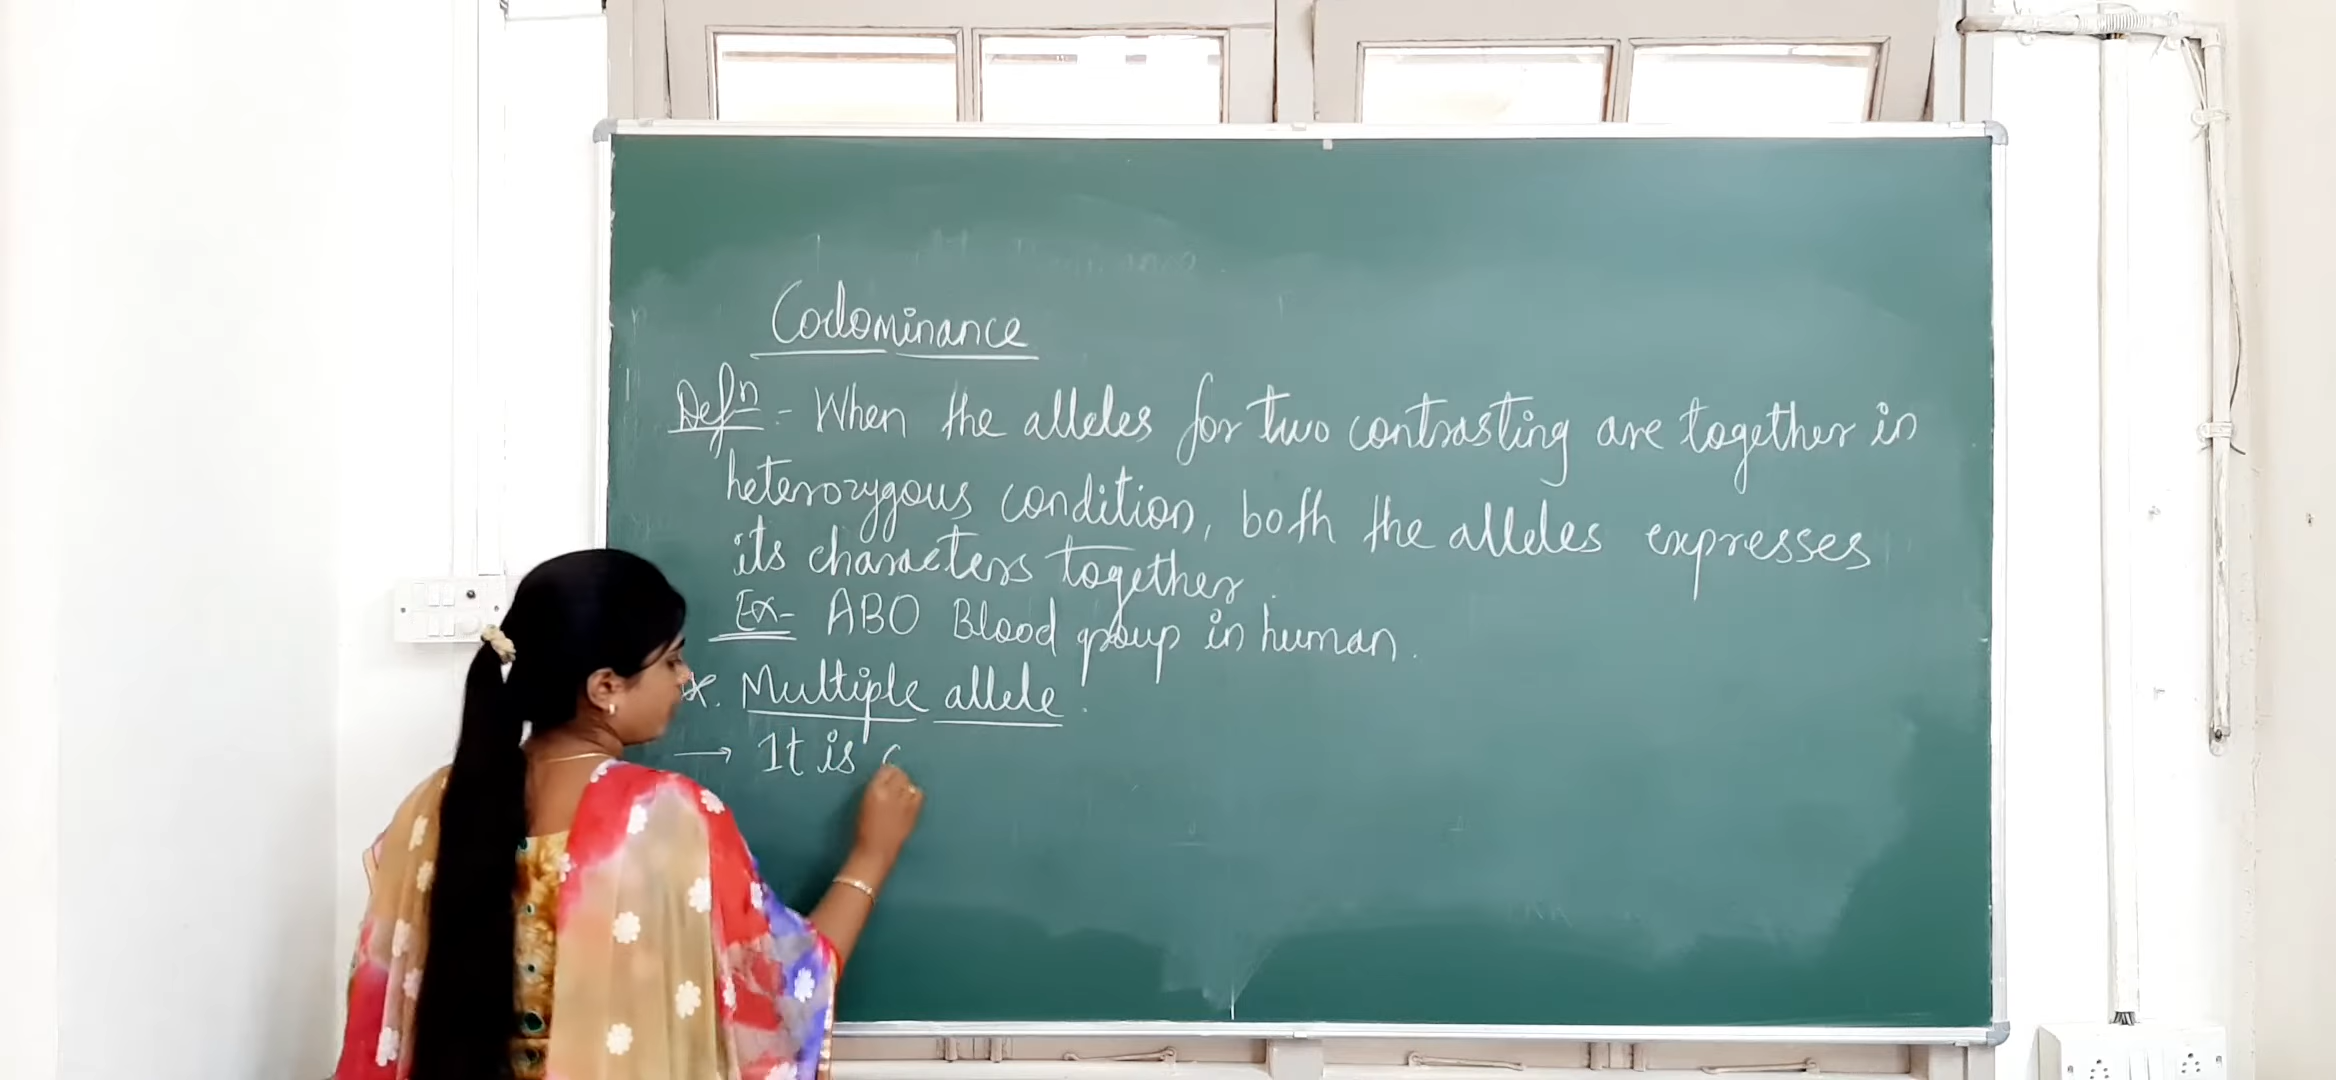 Codominance
Defn:- When the alleles for two contrasting are together in
heterozygous condition, both the alleles expresses
its characters together.
Ex- ABO Blood group in human.
*. Multiple allele.
→ It is